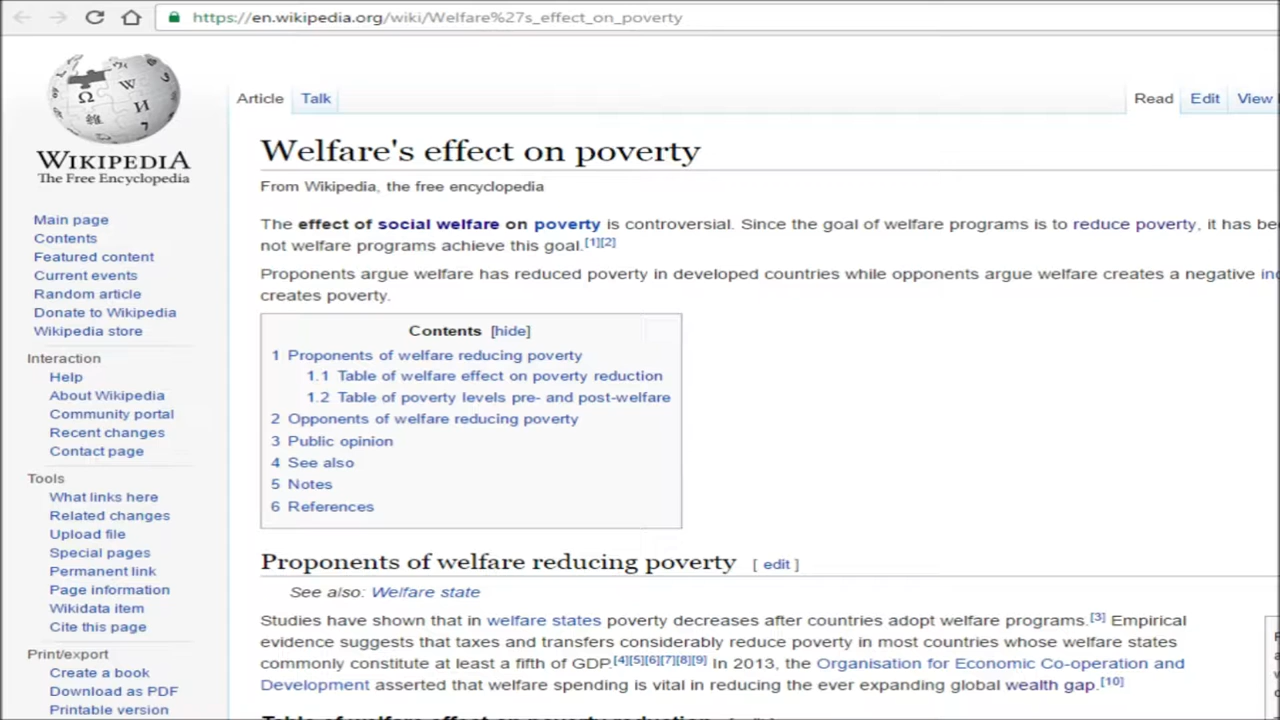 https://en.wikipedia.org/wiki/Welfare%27s_effect_on_poverty
WIKIPEDIA
The Free Encyclopedia
Main page
Contents
Featured content
Current events
Random article
Donate to Wikipedia
Wikipedia store
Interaction
Help
About Wikipedia
Community portal
Recent changes
Contact page
Tools
What links here
Related changes
Upload file
Special pages
Permanent link
Page information
Wikidata item
Cite this page
Print/export
Create a book
Download as PDF
Printable version
Article Talk
Read Edit View
Welfare's effect on poverty
From Wikipedia, the free encyclopedia
The effect of social welfare on poverty is controversial. Since the goal of welfare programs is to reduce poverty, it has
not welfare programs achieve this goal.[1][2]
Proponents argue welfare has reduced poverty in developed countries while opponents argue welfare creates a negative
creates poverty.
Contents [hide]
1 Proponents of welfare reducing poverty
1.1 Table of welfare effect on poverty reduction
1.2 Table of poverty levels pre- and post-welfare
2 Opponents of welfare reducing poverty
3 Public opinion
4 See also
5 Notes
6 References
Proponents of welfare reducing poverty [ edit ]
See also: Welfare state
Studies have shown that in welfare states poverty decreases after countries adopt welfare programs.[3] Empirical
evidence suggests that taxes and transfers considerably reduce poverty in most countries whose welfare states
commonly constitute at least a fifth of GDP.[4][5][6][7][8][9] In 2013, the Organisation for Economic Co-operation and
Development asserted that welfare spending is vital in reducing the ever expanding global wealth gap.[10]
Table of welfare effect on poverty reduction